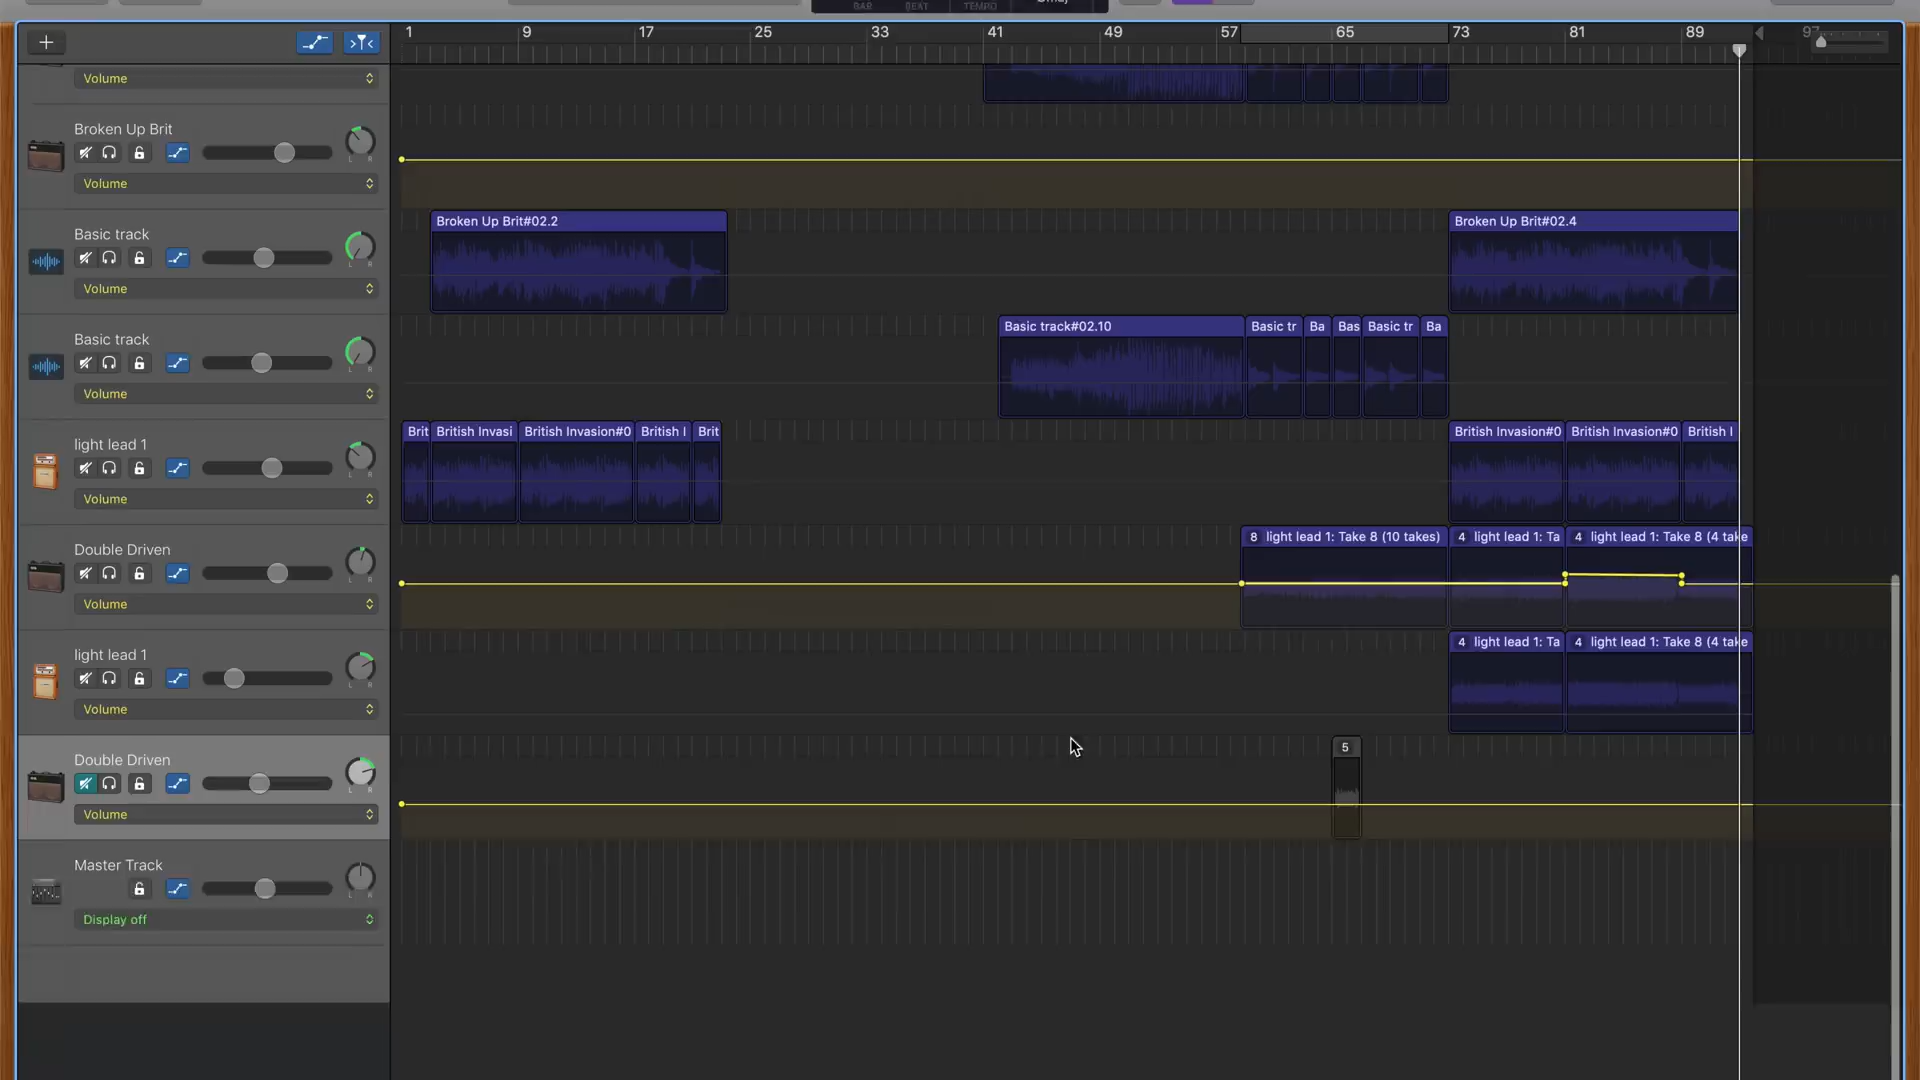 BAR BEAT TEMPO
1 9 17 25 33 41 49 57 65 73 81 89 97
Volume
Broken Up Brit
L R
Volume
Broken Up Brit#02.2
Broken Up Brit#02.4
Basic track
L R
Volume
Basic track#02.10
Basic tr
Ba
Bas
Basic tr
Ba
Basic track
L R
Volume
Brit
British Invasi
British Invasion#0
British I
Brit
British Invasion#0
British Invasion#0
British I
light lead 1
L R
Volume
8 light lead 1: Take 8 (10 takes)
4 light lead 1: Ta
4 light lead 1: Take 8 (4 take
Double Driven
L R
Volume
4 light lead 1: Ta
4 light lead 1: Take 8 (4 take
light lead 1
L R
Volume
5
Double Driven
L R
Volume
Master Track
L R
Display off